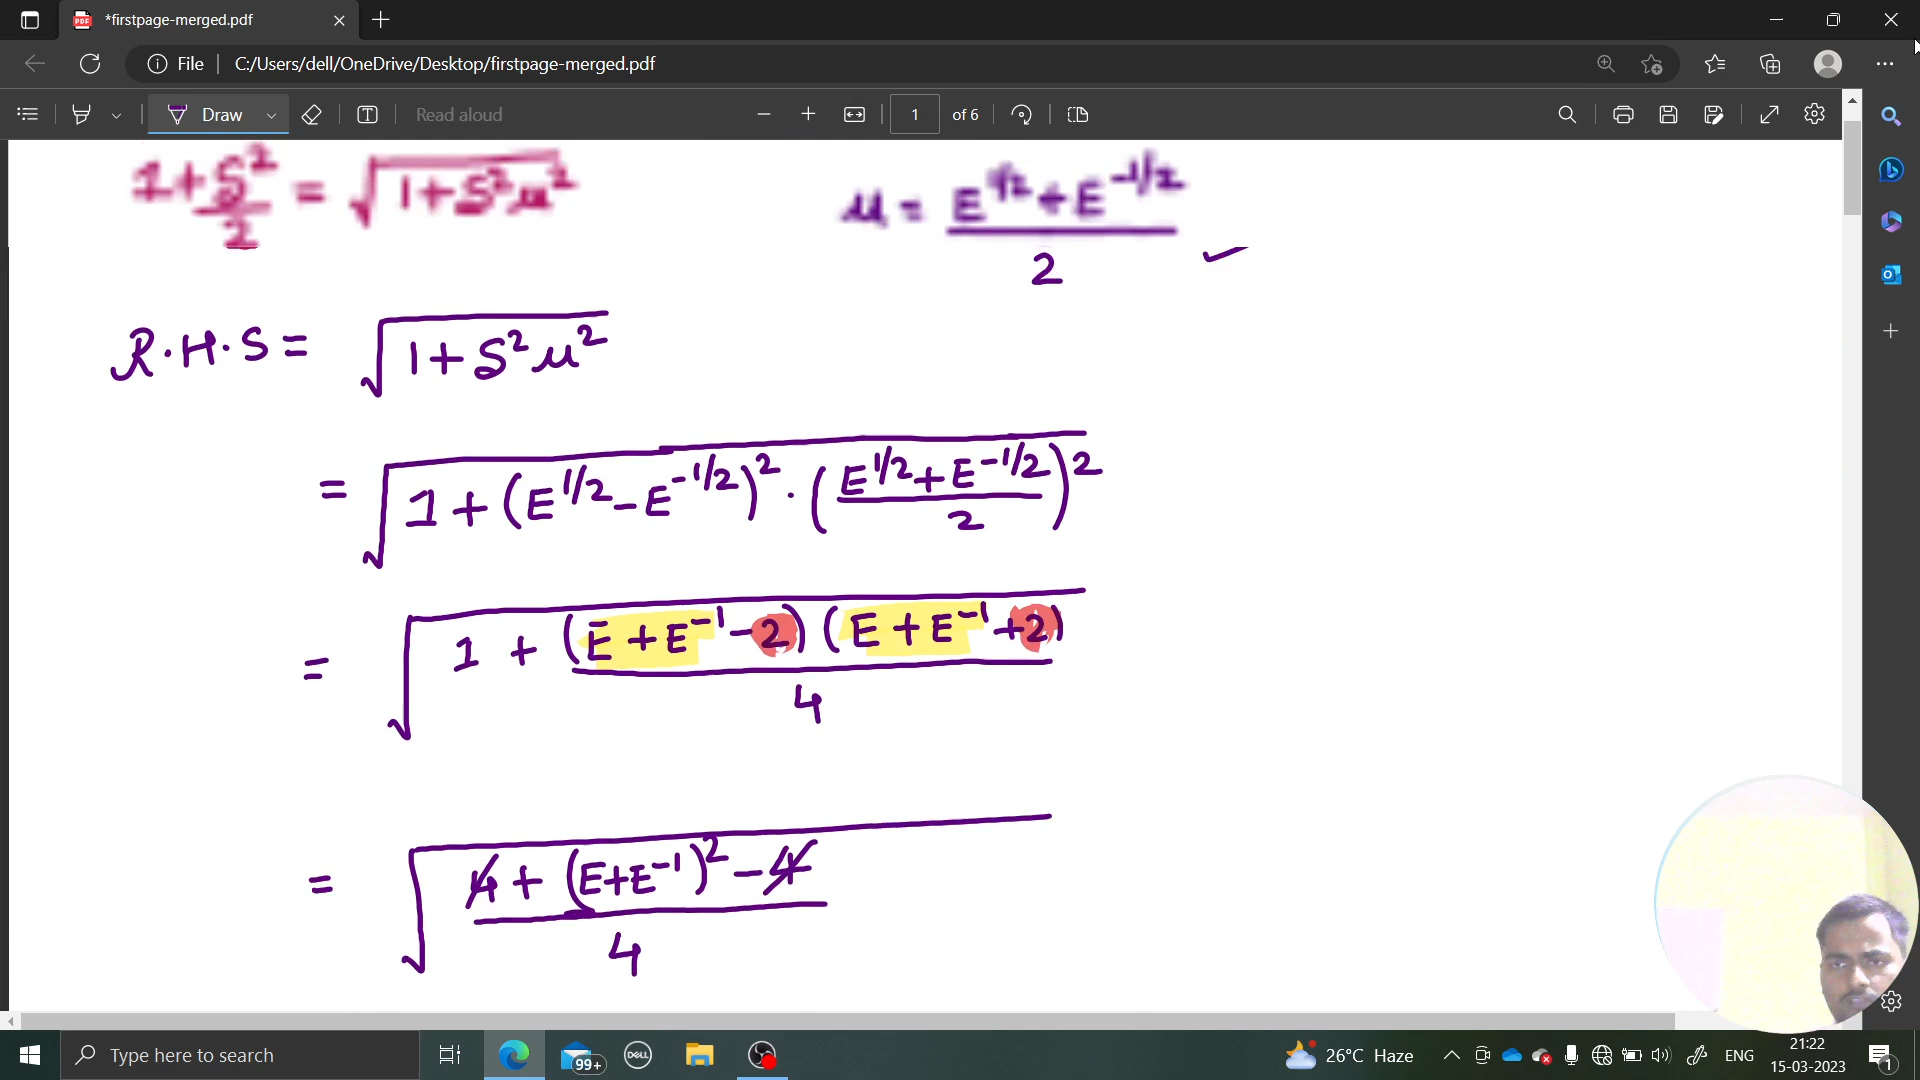 *firstpage-merged.pdf
File | C:/Users/dell/OneDrive/Desktop/firstpage-merged.pdf
Draw Read aloud 1 of 6
1+S²/2 = √(1+S²μ²)
μ = (E^1/2+E^-1/2)/2 ✓
R.H.S = √(1+S²μ²)
= √(1+(E^1/2-E^-1/2)²·((E^1/2+E^-1/2)/2)²)
= √(1+(E+E^-1-2)(E+E^-1+2)/4)
= √((4+(E+E^-1)²-4)/4)
Type here to search
99+
DELL
26°C Haze
ENG
21:22
15-03-2023
1